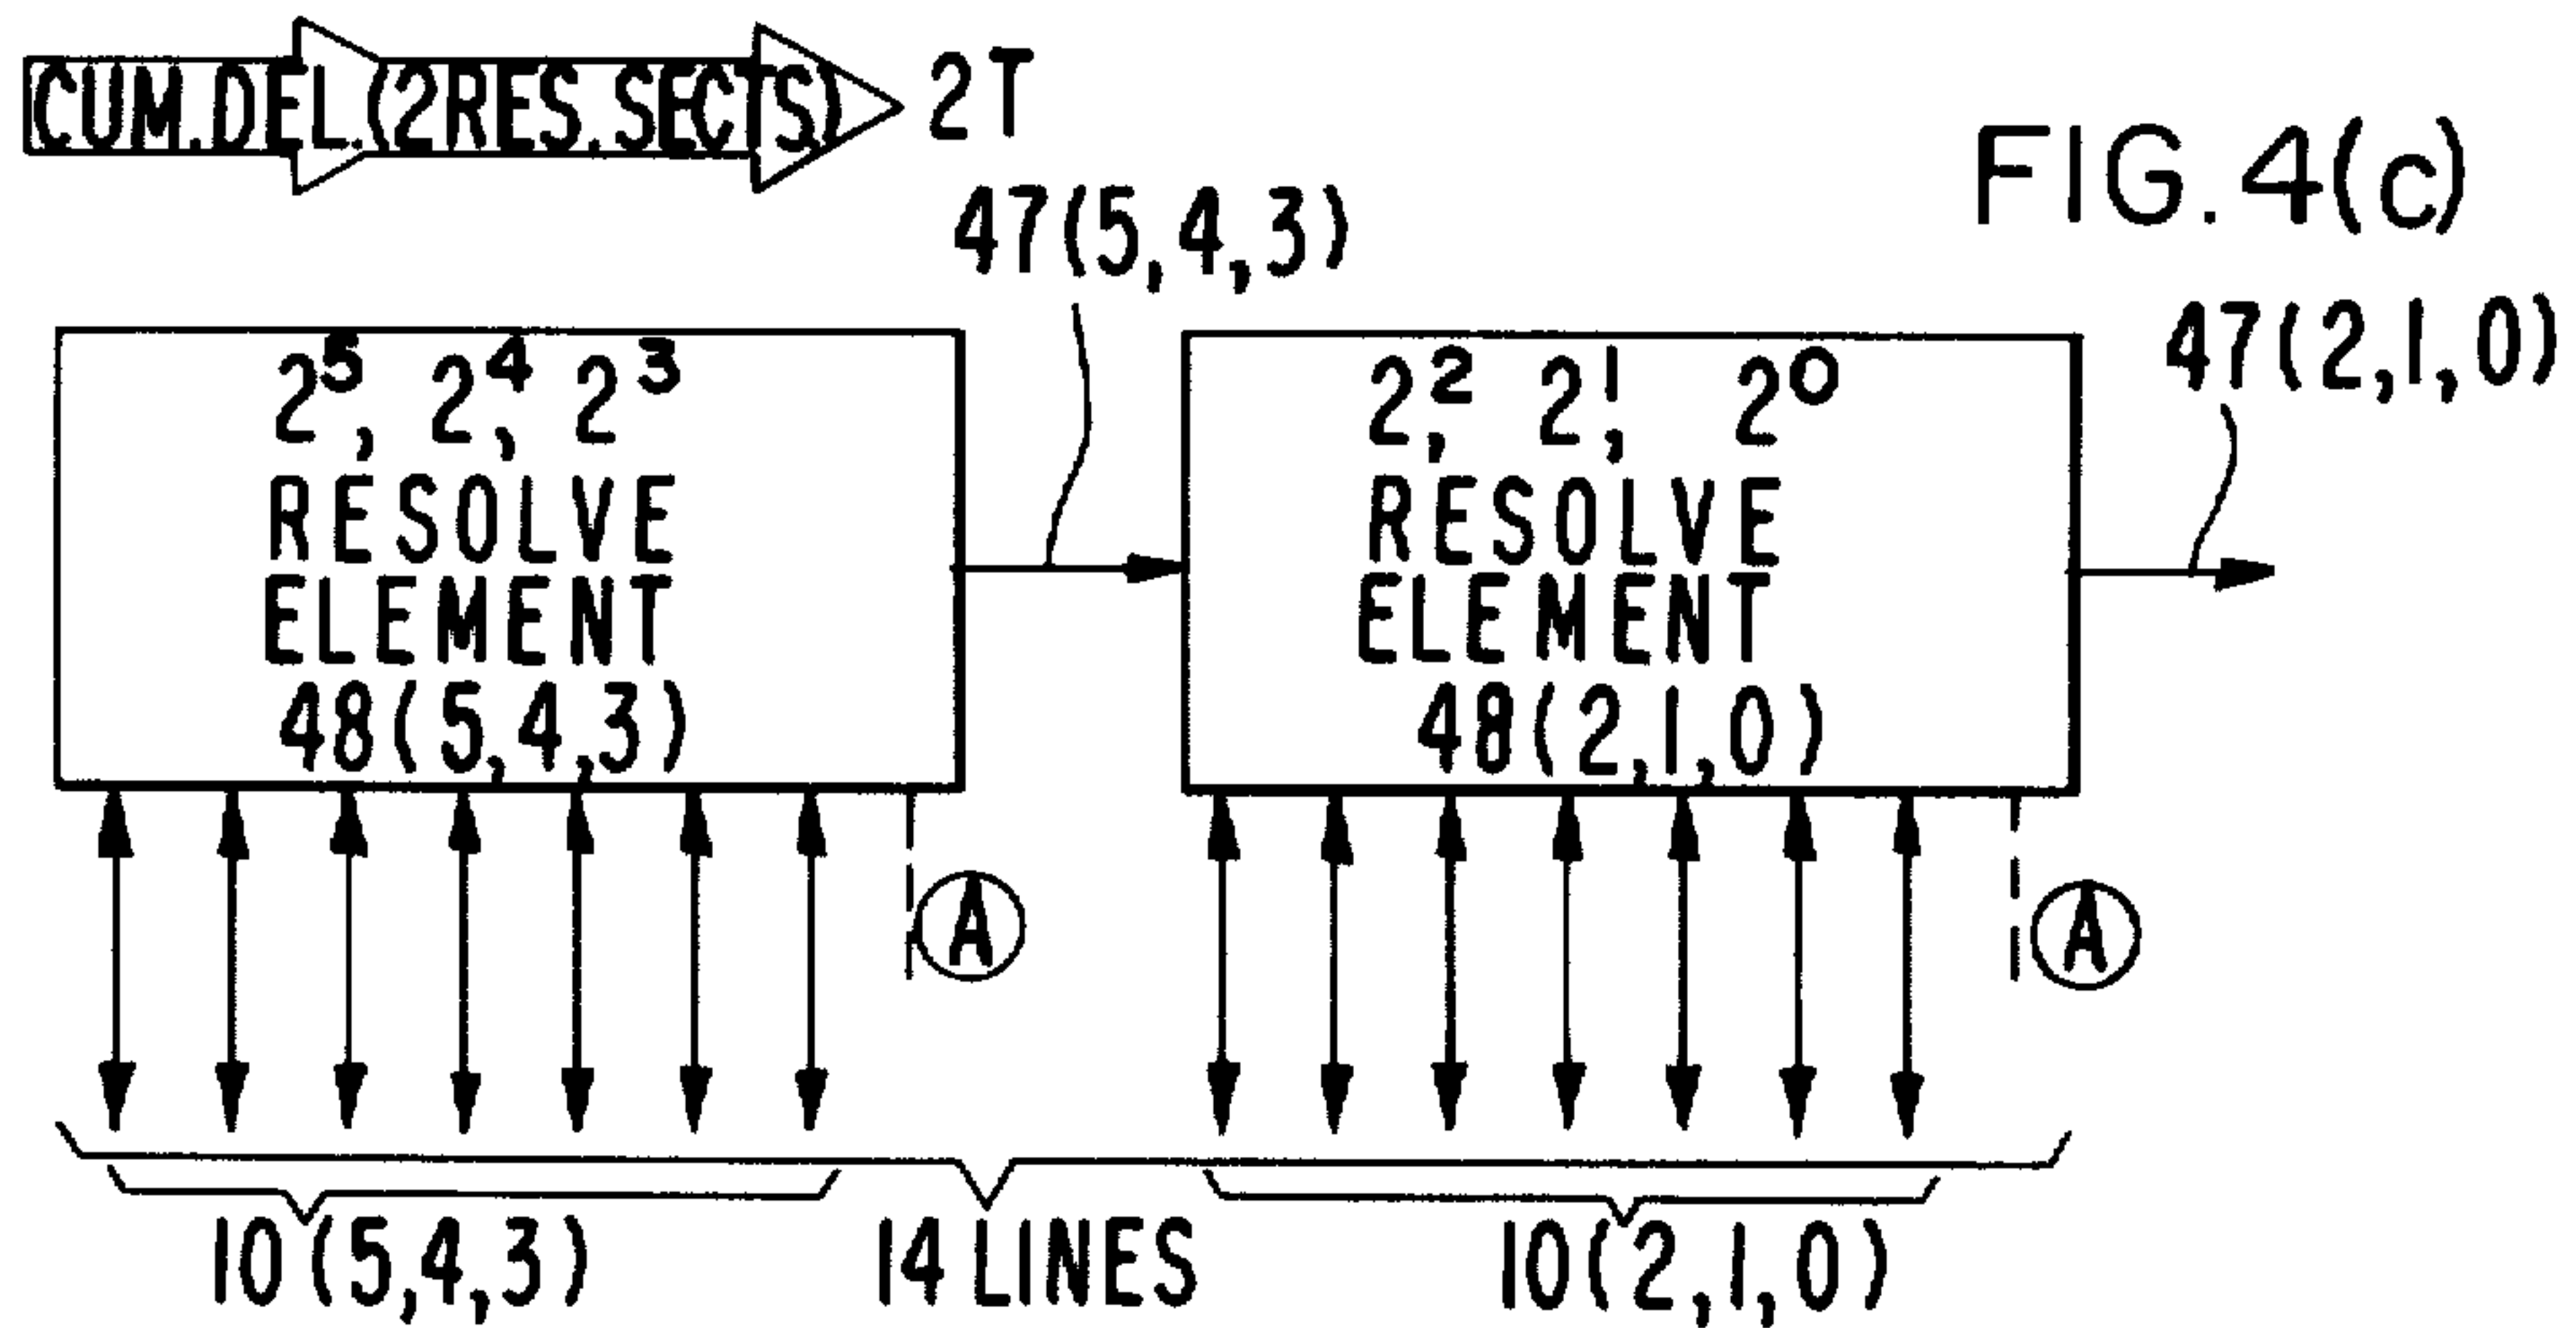 CUM.DEL.(2RES.SECTS) 2T
FIG. 4(c)
47(5,4,3)
47(2,1,0)
2⁵, 2⁴, 2³
RESOLVE
ELEMENT
48(5,4,3)
2², 2¹, 2⁰
RESOLVE
ELEMENT
48(2,1,0)
A
A
10(5,4,3)
14 LINES
10(2,1,0)